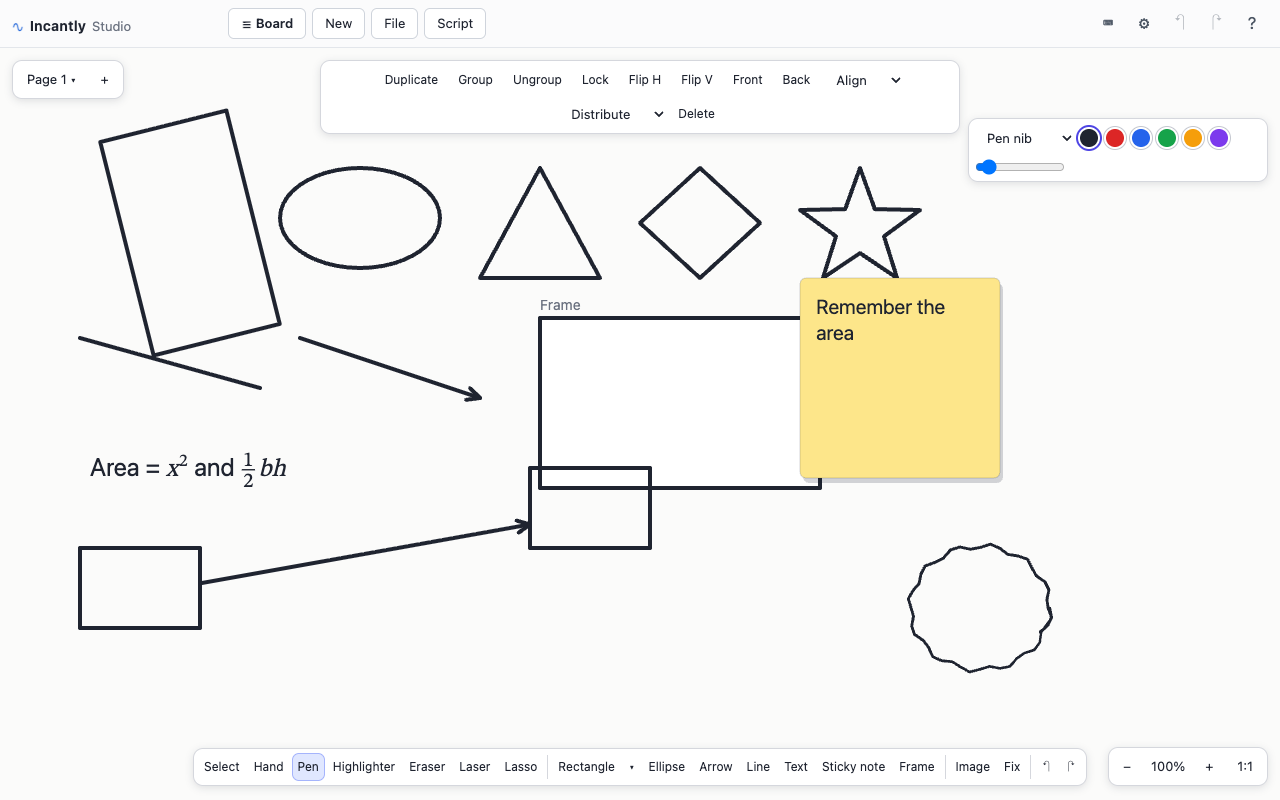 Incantly Studio
≡ Board New File Script
?
Page 1 +
Duplicate Group Ungroup Lock Flip H Flip V Front Back Align
Distribute Delete
Pen nib
Frame
Remember the
area
Area = x² and 1/2 bh
Select Hand Pen Highlighter Eraser Laser Lasso Rectangle Ellipse Arrow Line Text Sticky note Frame Image Fix
− 100% + 1:1